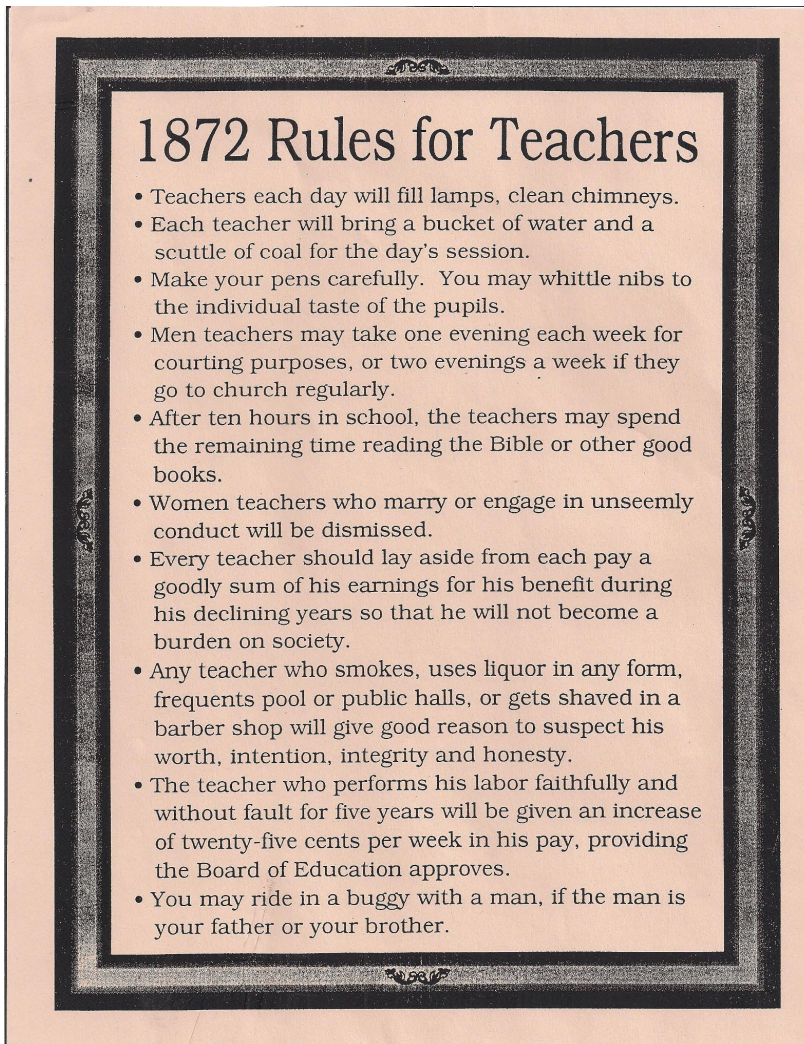 1872 Rules for Teachers
• Teachers each day will fill lamps, clean chimneys.
• Each teacher will bring a bucket of water and a
scuttle of coal for the day's session.
• Make your pens carefully.  You may whittle nibs to
the individual taste of the pupils.
• Men teachers may take one evening each week for
courting purposes, or two evenings a week if they
go to church regularly.
• After ten hours in school, the teachers may spend
the remaining time reading the Bible or other good
books.
• Women teachers who marry or engage in unseemly
conduct will be dismissed.
• Every teacher should lay aside from each pay a
goodly sum of his earnings for his benefit during
his declining years so that he will not become a
burden on society.
• Any teacher who smokes, uses liquor in any form,
frequents pool or public halls, or gets shaved in a
barber shop will give good reason to suspect his
worth, intention, integrity and honesty.
• The teacher who performs his labor faithfully and
without fault for five years will be given an increase
of twenty-five cents per week in his pay, providing
the Board of Education approves.
• You may ride in a buggy with a man, if the man is
your father or your brother.